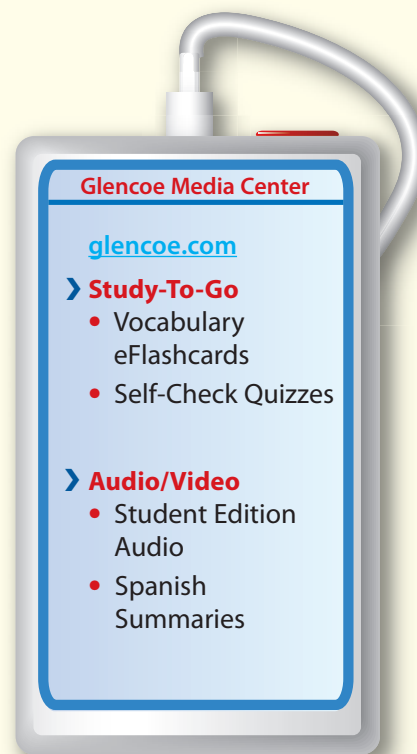 Glencoe Media Center
glencoe.com
❯ Study-To-Go
• Vocabulary
eFlashcards
• Self-Check Quizzes
❯ Audio/Video
• Student Edition
Audio
• Spanish
Summaries